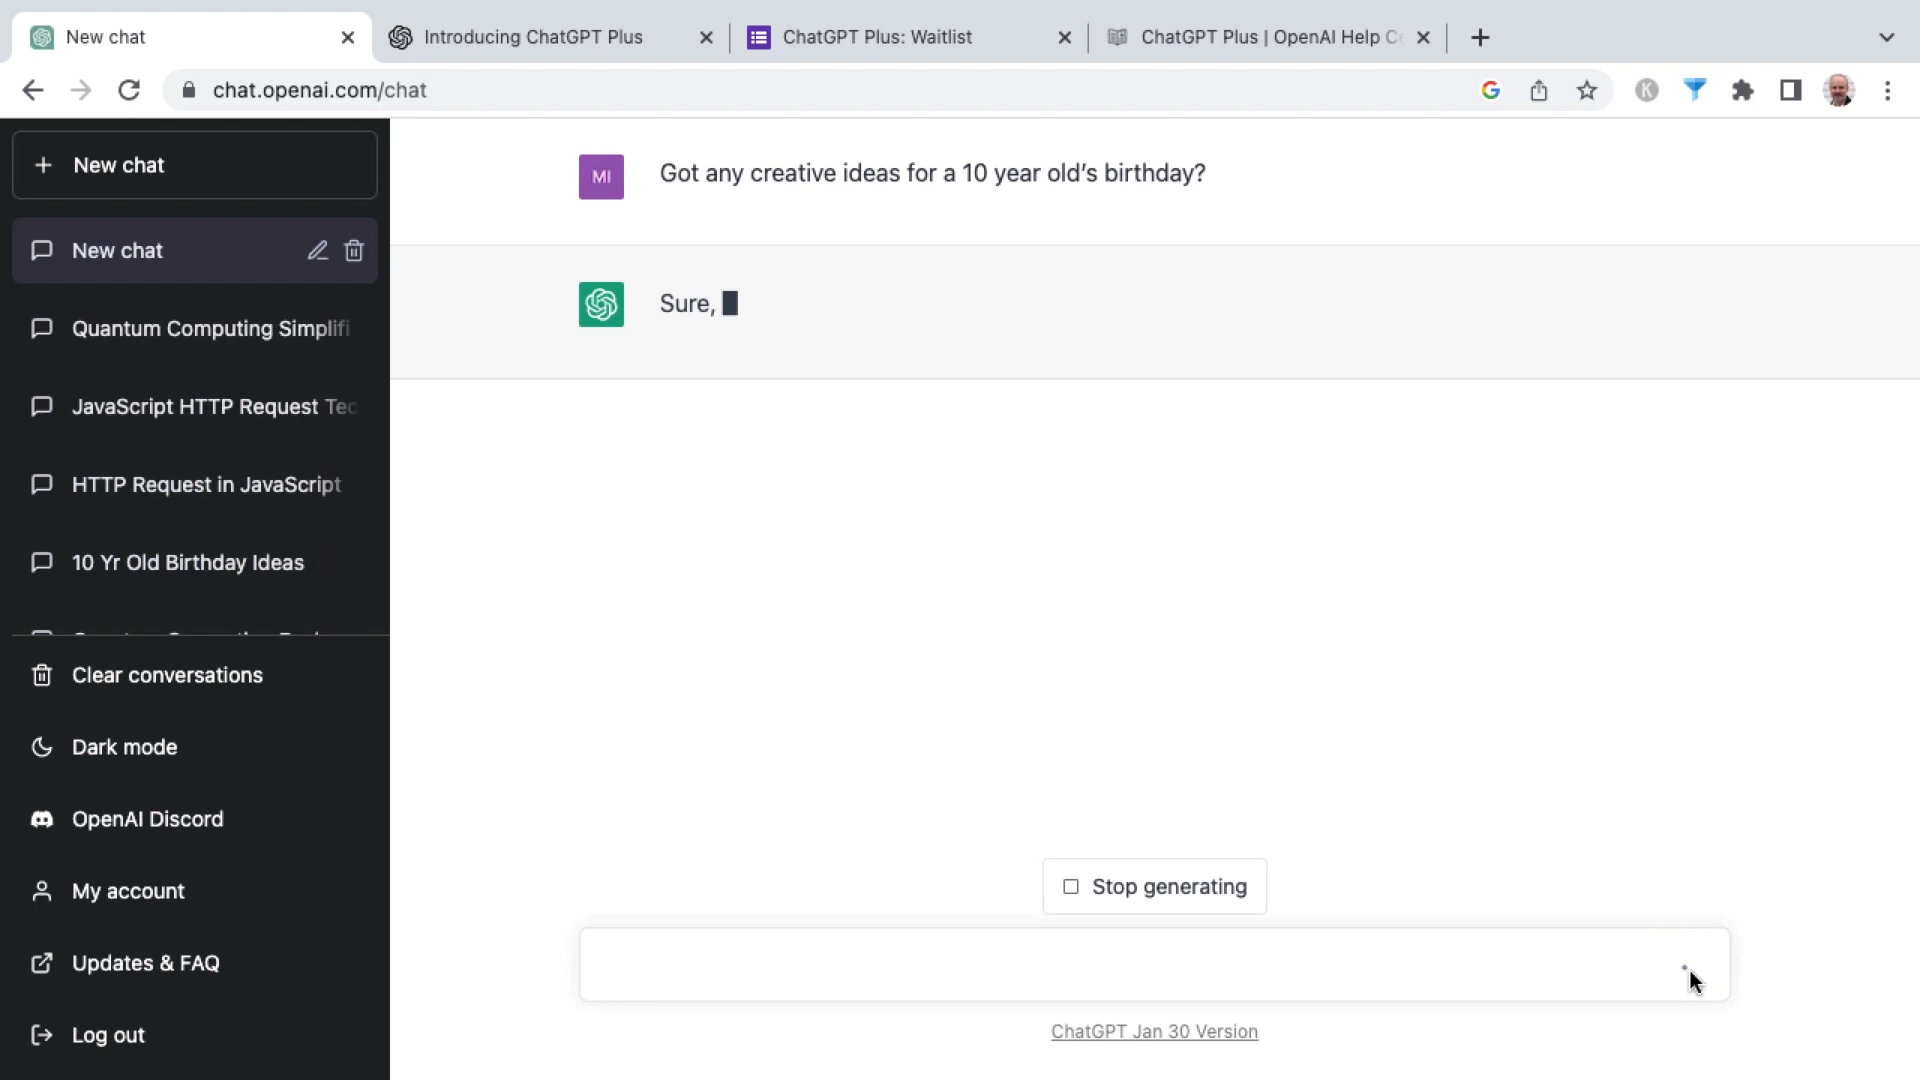 New chat
Introducing ChatGPT Plus
ChatGPT Plus: Waitlist
ChatGPT Plus | OpenAI Help
chat.openai.com/chat
K
New chat
New chat
Quantum Computing Simplifi
JavaScript HTTP Request Tec
HTTP Request in JavaScript
10 Yr Old Birthday Ideas
Clear conversations
Dark mode
OpenAI Discord
My account
Updates & FAQ
Log out
MI
Got any creative ideas for a 10 year old's birthday?
Sure,
Stop generating
ChatGPT Jan 30 Version